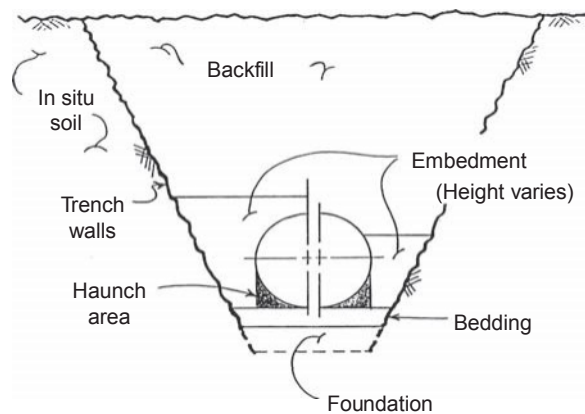 Backfill
In situ
soil
Embedment
(Height varies)
Trench
walls
Haunch
area
Bedding
Foundation